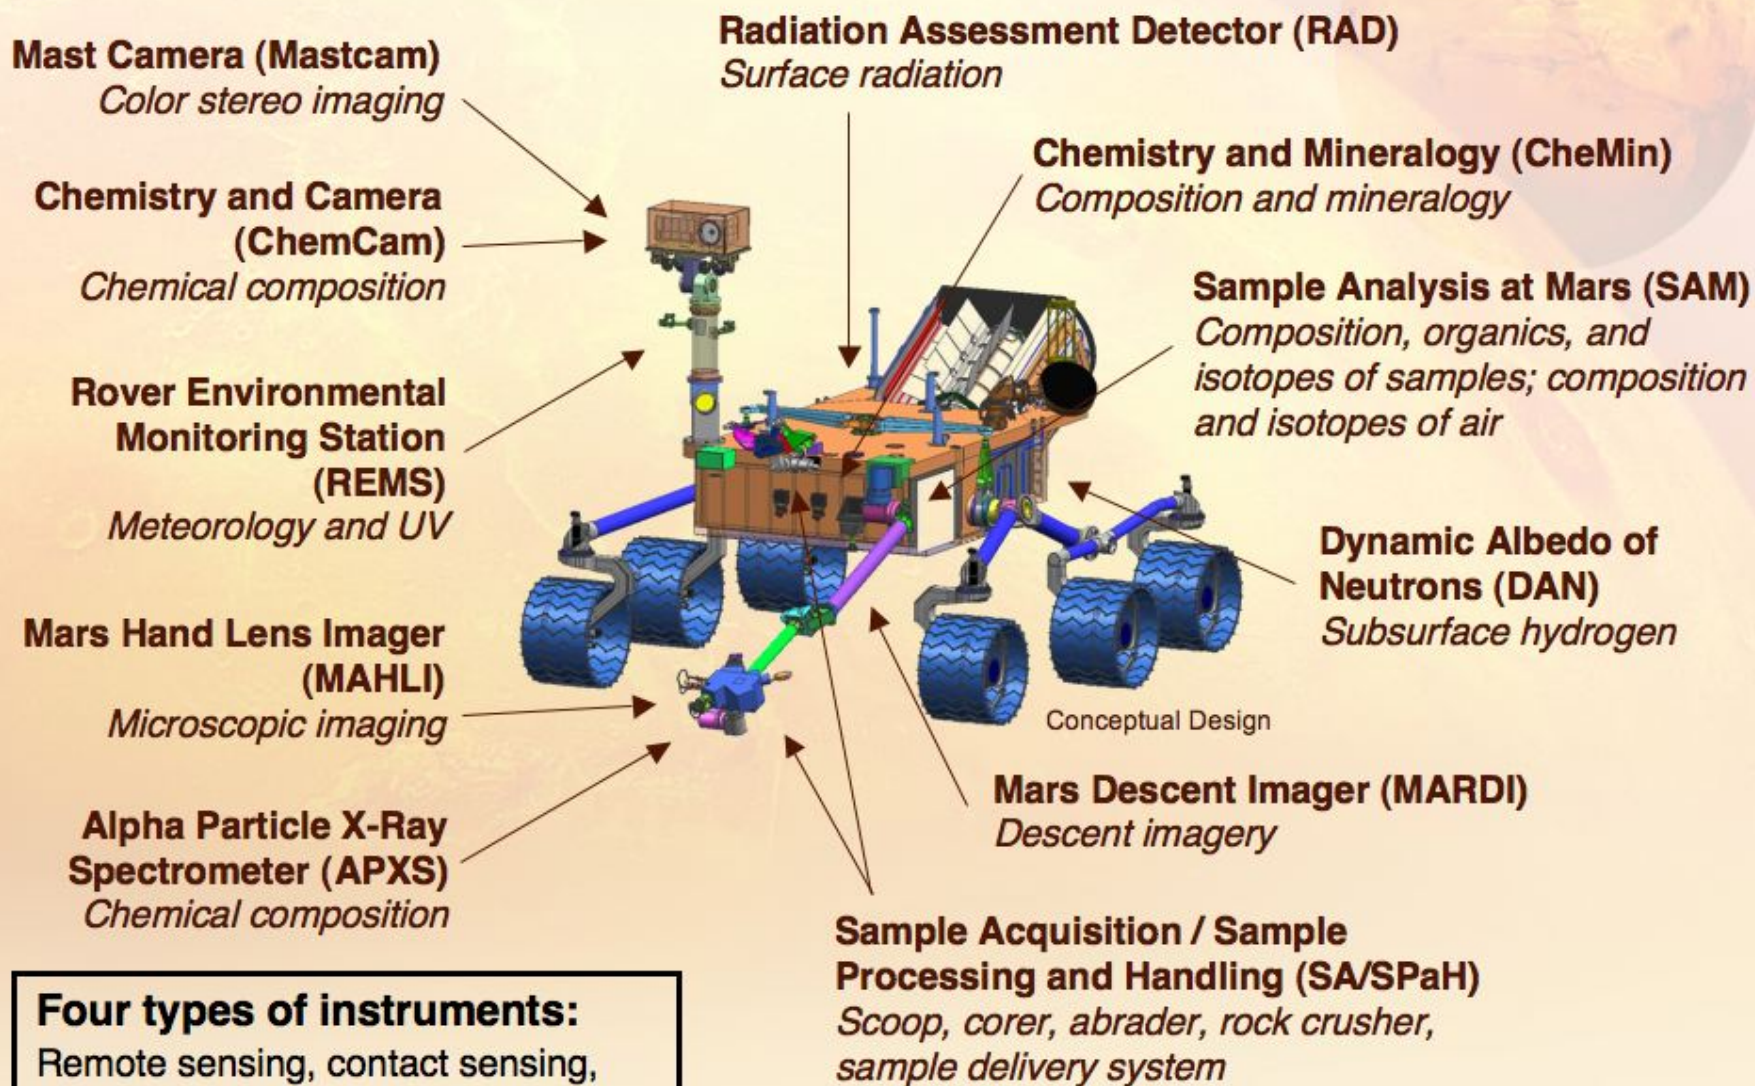 Mast Camera (Mastcam)
Color stereo imaging
Radiation Assessment Detector (RAD)
Surface radiation
Chemistry and Mineralogy (CheMin)
Composition and mineralogy
Chemistry and Camera
(ChemCam)
Chemical composition
Sample Analysis at Mars (SAM)
Composition, organics, and
isotopes of samples; composition
and isotopes of air
Rover Environmental
Monitoring Station
(REMS)
Meteorology and UV
Dynamic Albedo of
Neutrons (DAN)
Subsurface hydrogen
Mars Hand Lens Imager
(MAHLI)
Microscopic imaging
Conceptual Design
Mars Descent Imager (MARDI)
Descent imagery
Alpha Particle X-Ray
Spectrometer (APXS)
Chemical composition
Sample Acquisition / Sample
Processing and Handling (SA/SPaH)
Scoop, corer, abrader, rock crusher,
sample delivery system
Four types of instruments:
Remote sensing, contact sensing,